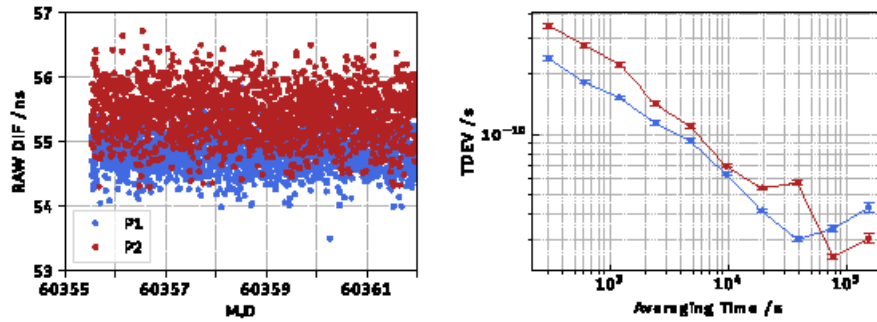 57
56
55
54
53
RAW DIF /ns
P1
P2
60355 60357 60359 60361
MJD
TDEV / s
10⁻¹⁰
10³ 10⁴ 10⁵
Averaging Time /s